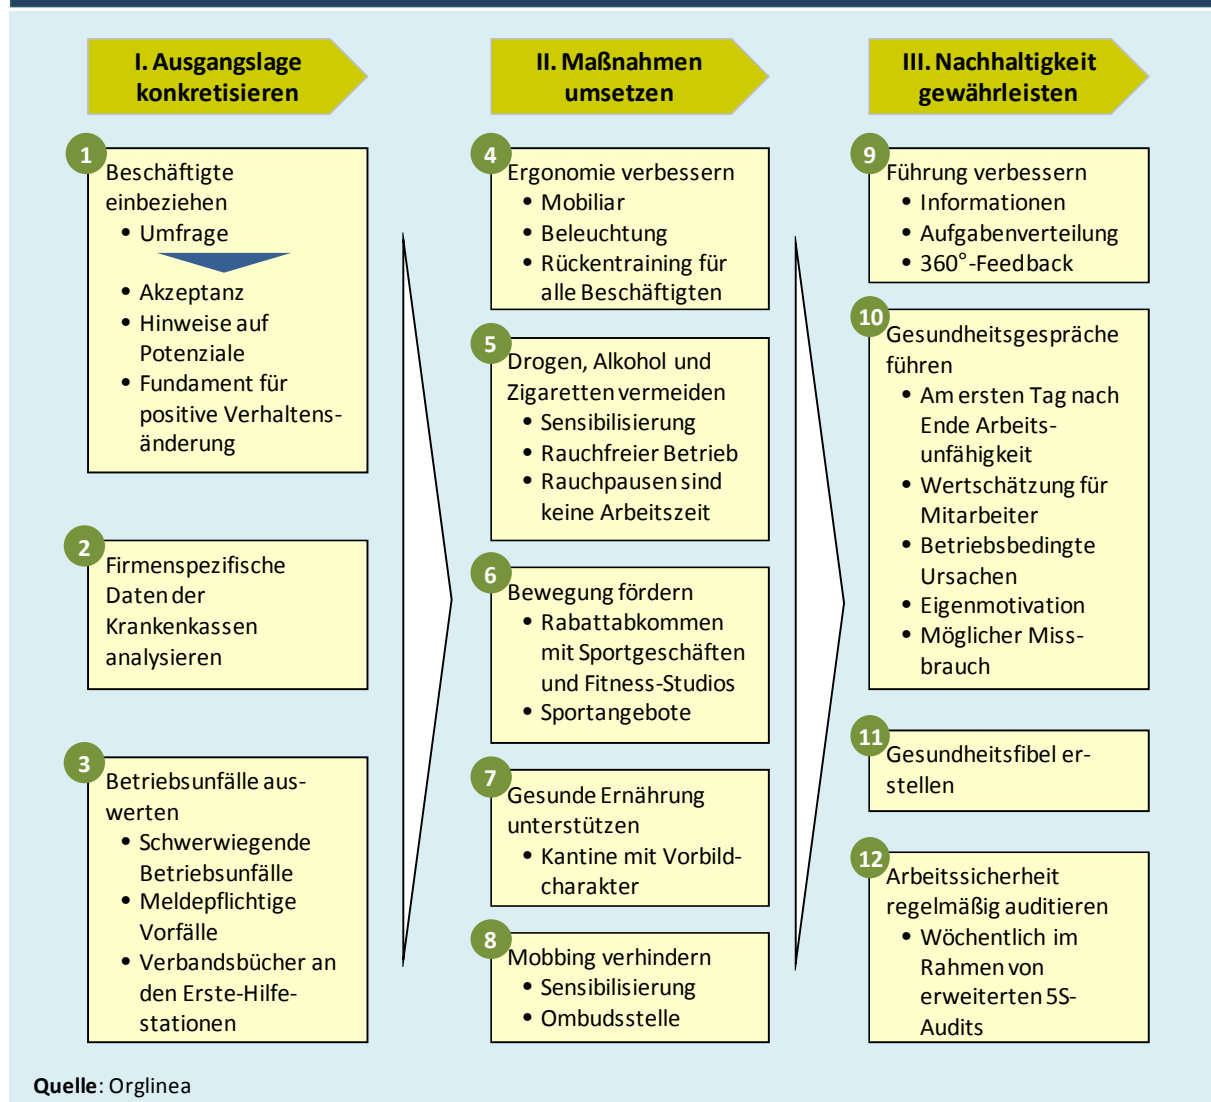 I. Ausgangslage
konkretisieren
1
Beschäftigte
einbeziehen
• Umfrage
• Akzeptanz
• Hinweise auf
Potenziale
• Fundament für
positive Verhaltens-
änderung
2
Firmenspezifische
Daten der
Krankenkassen
analysieren
3
Betriebsunfälle aus-
werten
• Schwerwiegende
Betriebsunfälle
• Meldepflichtige
Vorfälle
• Verbandsbücher an
den Erste-Hilfe-
stationen
II. Maßnahmen
umsetzen
4
Ergonomie verbessern
• Mobiliar
• Beleuchtung
• Rückentraining für
alle Beschäftigten
5
Drogen, Alkohol und
Zigaretten vermeiden
• Sensibilisierung
• Rauchfreier Betrieb
• Rauchpausen sind
keine Arbeitszeit
6
Bewegung fördern
• Rabattabkommen
mit Sportgeschäften
und Fitness-Studios
• Sportangebote
7
Gesunde Ernährung
unterstützen
• Kantine mit Vorbild-
charakter
8
Mobbing verhindern
• Sensibilisierung
• Ombudsstelle
III. Nachhaltigkeit
gewährleisten
9
Führung verbessern
• Informationen
• Aufgabenverteilung
• 360°-Feedback
10
Gesundheitsgespräche
führen
• Am ersten Tag nach
Ende Arbeits-
unfähigkeit
• Wertschätzung für
Mitarbeiter
• Betriebsbedingte
Ursachen
• Eigenmotivation
• Möglicher Miss-
brauch
11
Gesundheitsfibel er-
stellen
12
Arbeitssicherheit
regelmäßig auditieren
• Wöchentlich im
Rahmen von
erweiterten 5S-
Audits
Quelle: Orglinea